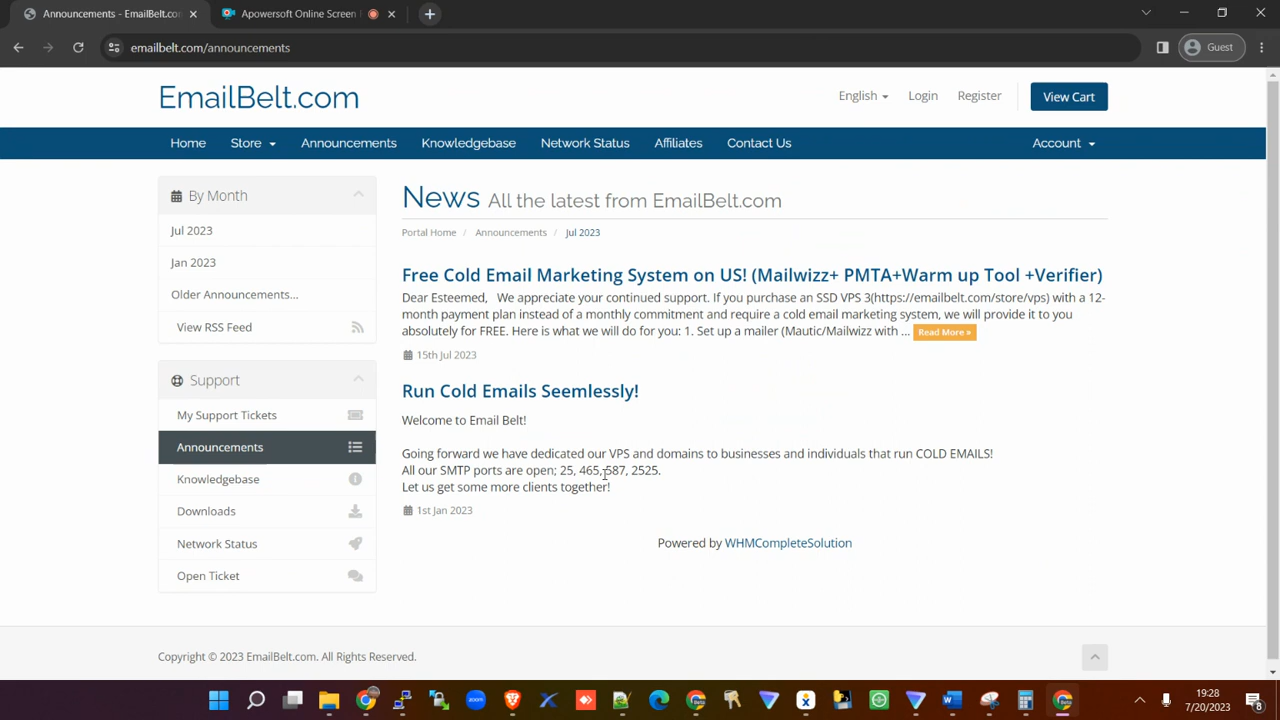 Announcements - EmailBelt.com
Apowersoft Online Screen
emailbelt.com/announcements
Guest
EmailBelt.com
English
Login
Register
View Cart
Home
Store
Announcements
Knowledgebase
Network Status
Affiliates
Contact Us
Account
By Month
Jul 2023
Jan 2023
Older Announcements...
View RSS Feed
Support
My Support Tickets
Announcements
Knowledgebase
Downloads
Network Status
Open Ticket
News All the latest from EmailBelt.com
Portal Home / Announcements / Jul 2023
Free Cold Email Marketing System on US! (Mailwizz+ PMTA+Warm up Tool +Verifier)
Dear Esteemed, We appreciate your continued support. If you purchase an SSD VPS 3(https://emailbelt.com/store/vps) with a 12-
month payment plan instead of a monthly commitment and require a cold email marketing system, we will provide it to you
absolutely for FREE. Here is what we will do for you: 1. Set up a mailer (Mautic/Mailwizz with ... Read More »
15th Jul 2023
Run Cold Emails Seemlessly!
Welcome to Email Belt!
Going forward we have dedicated our VPS and domains to businesses and individuals that run COLD EMAILS!
All our SMTP ports are open; 25, 465, 587, 2525.
Let us get some more clients together!
1st Jan 2023
Powered by WHMCompleteSolution
Copyright © 2023 EmailBelt.com. All Rights Reserved.
zoom
19:28
7/20/2023
8